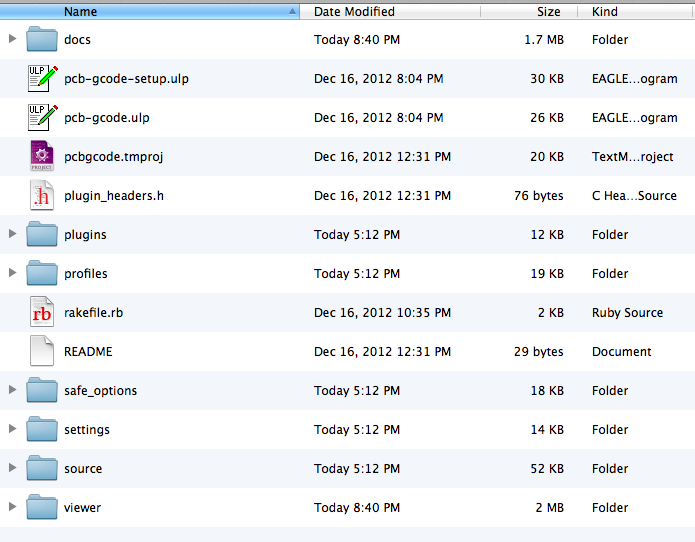 Name Date Modified Size Kind
docs Today 8:40 PM 1.7 MB Folder
ULP pcb-gcode-setup.ulp Dec 16, 2012 8:04 PM 30 KB EAGLE...ogram
ULP pcb-gcode.ulp Dec 16, 2012 8:04 PM 26 KB EAGLE...ogram
PROJECT pcbgcode.tmproj Dec 16, 2012 12:31 PM 20 KB TextM...roject
.h plugin_headers.h Dec 16, 2012 12:31 PM 76 bytes C Hea...Source
plugins Today 5:12 PM 12 KB Folder
profiles Today 5:12 PM 19 KB Folder
rb rakefile.rb Dec 16, 2012 10:35 PM 2 KB Ruby Source
README Dec 16, 2012 12:31 PM 29 bytes Document
safe_options Today 5:12 PM 18 KB Folder
settings Today 5:12 PM 14 KB Folder
source Today 5:12 PM 52 KB Folder
viewer Today 8:40 PM 2 MB Folder